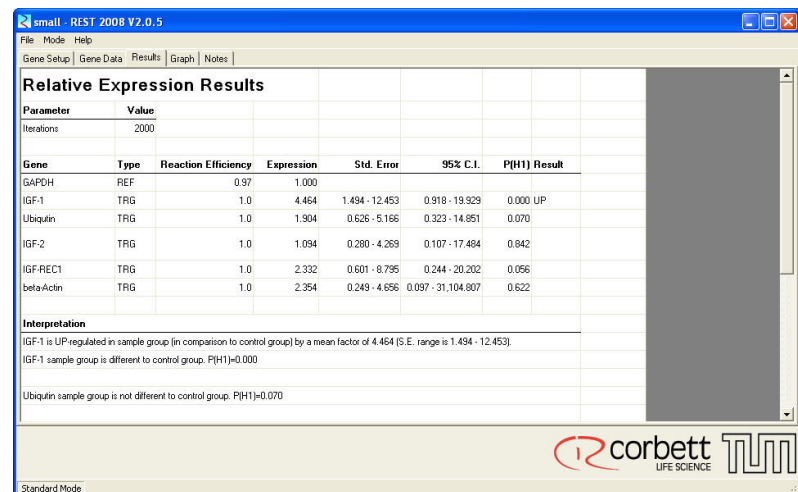 small - REST 2008 V2.0.5
File Mode Help
Gene Setup Gene Data Results Graph Notes
Relative Expression Results
Parameter Value
Iterations 2000
Gene Type Reaction Efficiency Expression Std. Error 95% C.I. P(H1) Result
GAPDH REF 0.97 1.000
IGF-1 TRG 1.0 4.464 1.494 - 12.453 0.918 - 19.929 0.000 UP
Ubiqutin TRG 1.0 1.904 0.626 - 5.166 0.323 - 14.851 0.070
IGF-2 TRG 1.0 1.094 0.280 - 4.269 0.107 - 17.484 0.842
IGF-REC1 TRG 1.0 2.332 0.601 - 8.795 0.244 - 20.202 0.056
beta-Actin TRG 1.0 2.354 0.249 - 4.656 0.097 - 31,104.807 0.622
Interpretation
IGF-1 is UP-regulated in sample group (in comparison to control group) by a mean factor of 4.464 (S.E. range is 1.494 - 12.453).
IGF-1 sample group is different to control group. P(H1)=0.000
Ubiqutin sample group is not different to control group. P(H1)=0.070
corbett TUM
LIFE SCIENCE
Standard Mode